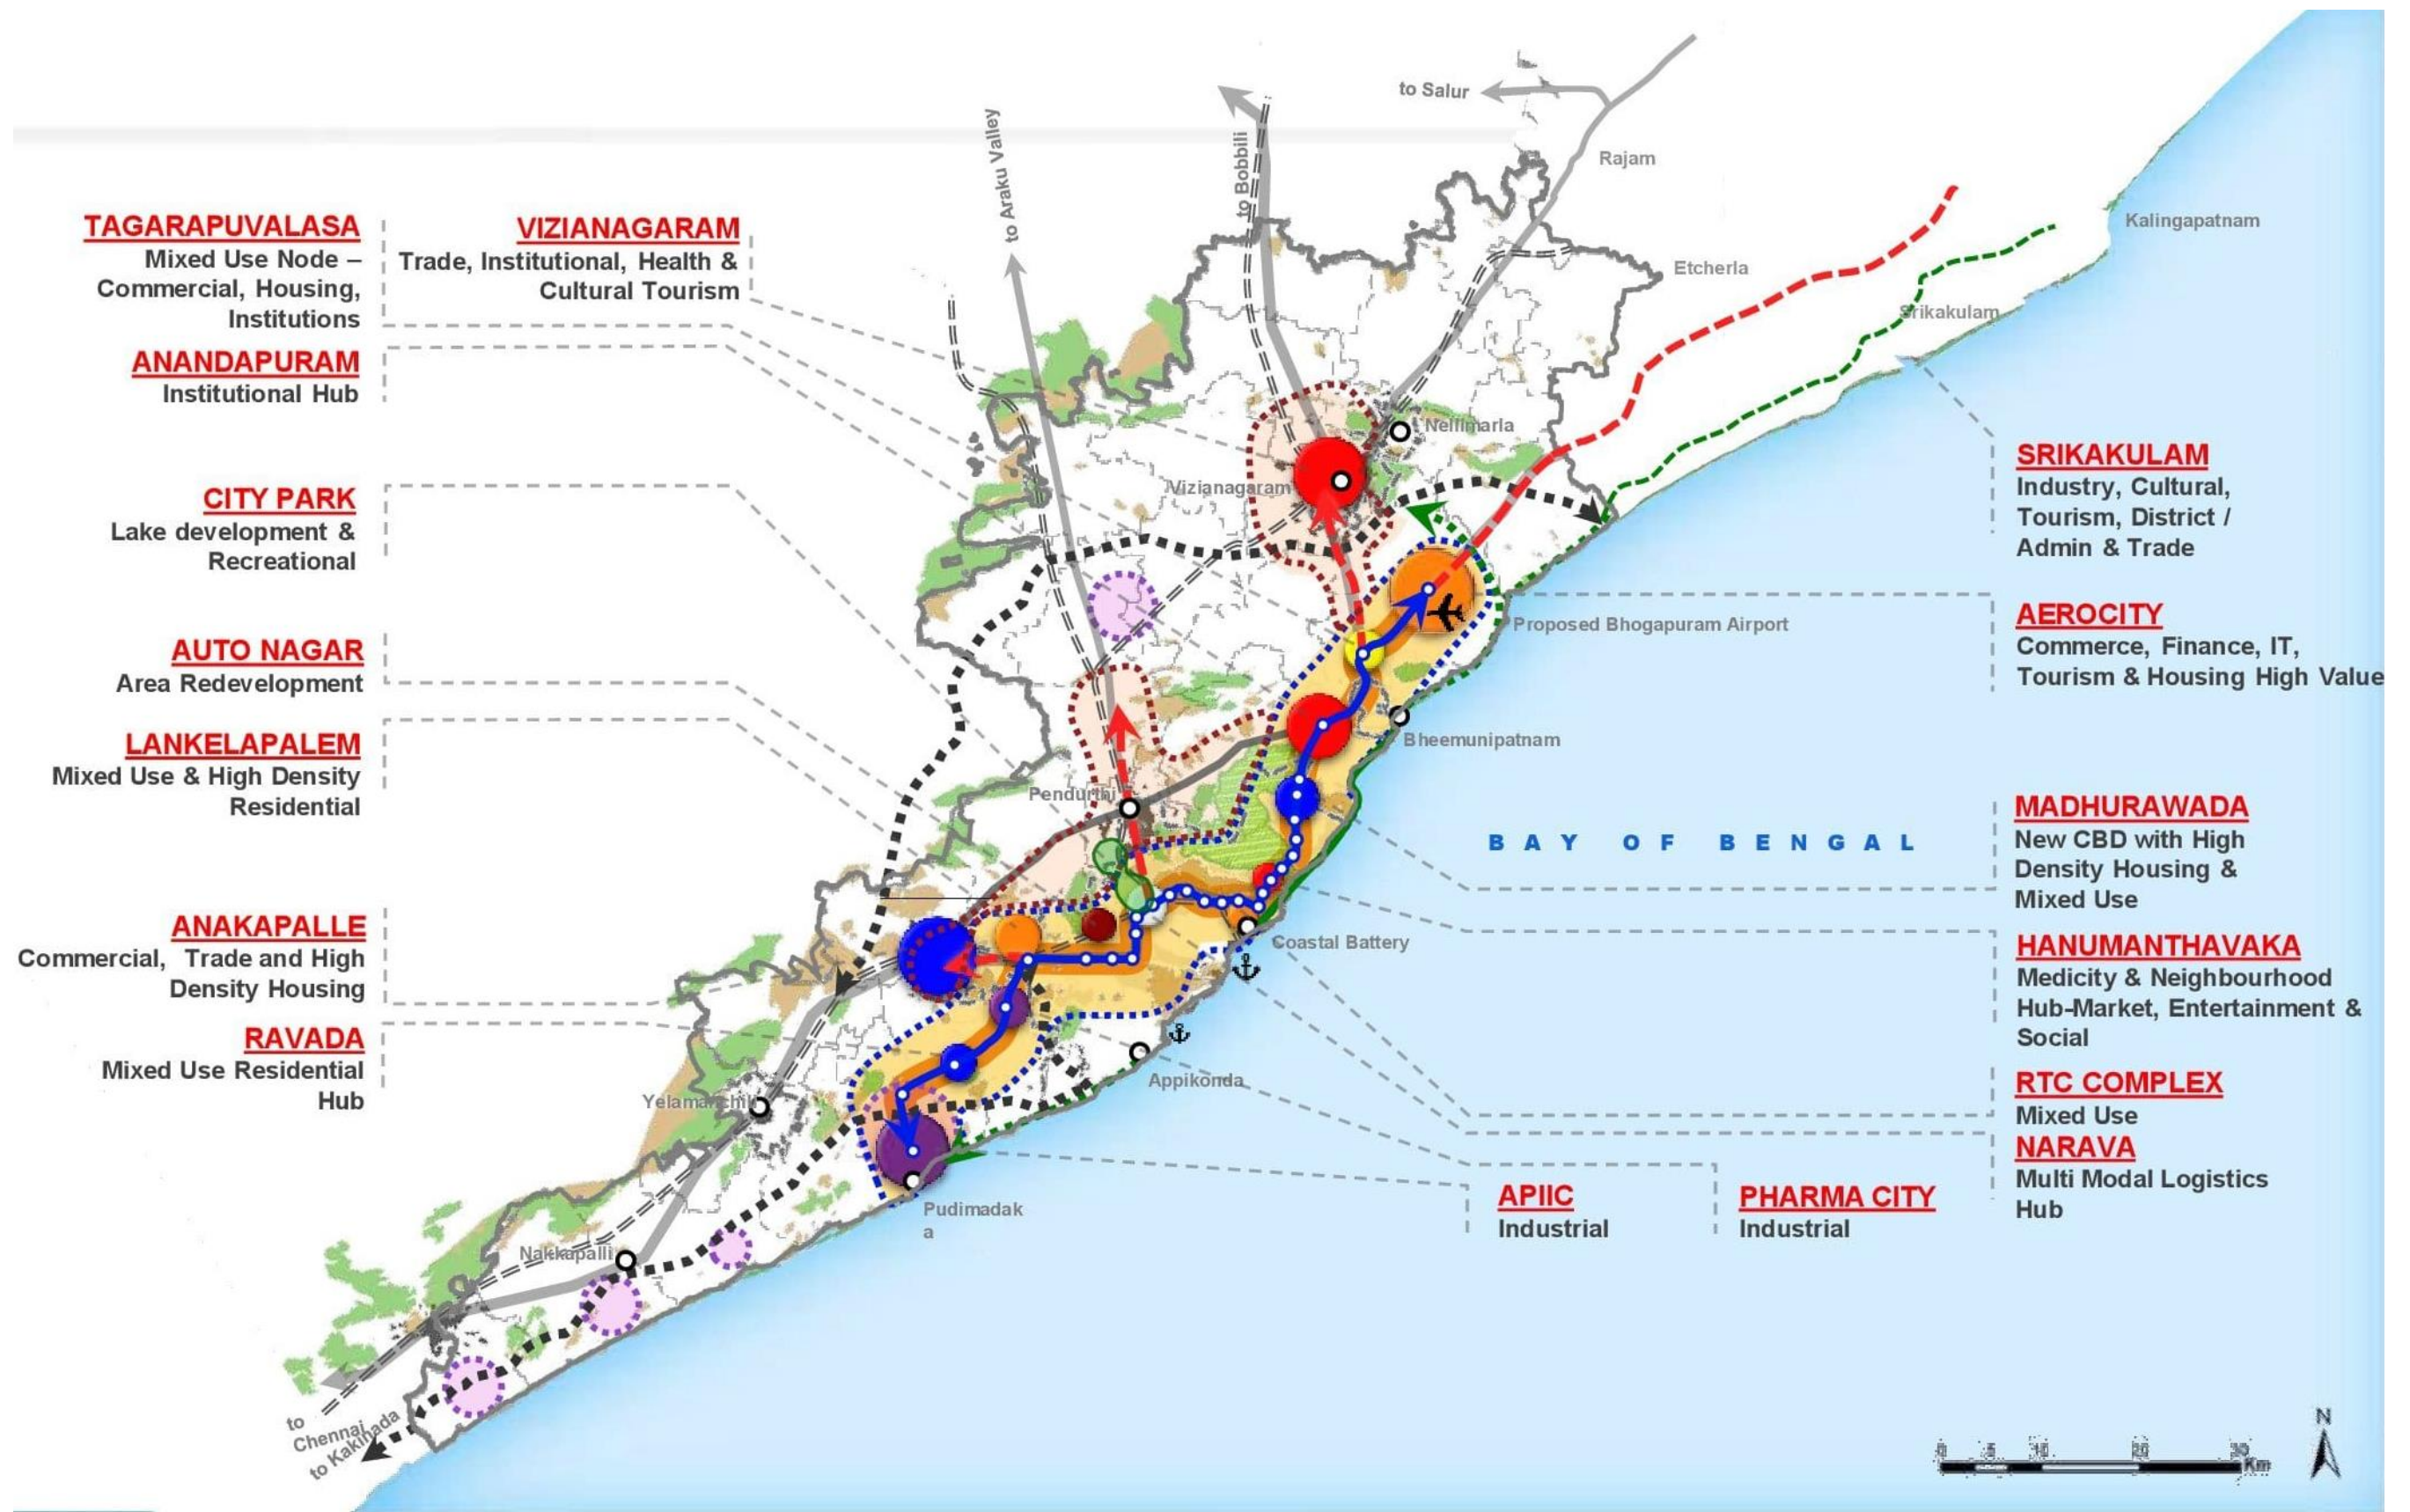 to Salur
to Araku Valley
to Bobbili
Rajam
Kalingapatnam
Etcherla
Srikakulam
TAGARAPUVALASA
Mixed Use Node –
Commercial, Housing,
Institutions
VIZIANAGARAM
Trade, Institutional, Health &
Cultural Tourism
ANANDAPURAM
Institutional Hub
CITY PARK
Lake development &
Recreational
AUTO NAGAR
Area Redevelopment
LANKELAPALEM
Mixed Use & High Density
Residential
ANAKAPALLE
Commercial, Trade and High
Density Housing
RAVADA
Mixed Use Residential
Hub
Nellimarla
Vizianagaram
Proposed Bhogapuram Airport
Bheemunipatnam
Pendurthi
BAY OF BENGAL
Coastal Battery
Appikonda
Yelamanchili
Pudimadak
a
Nakkapalli
to
Chennai
to Kakinada
SRIKAKULAM
Industry, Cultural,
Tourism, District /
Admin & Trade
AEROCITY
Commerce, Finance, IT,
Tourism & Housing High Value
MADHURAWADA
New CBD with High
Density Housing &
Mixed Use
HANUMANTHAVAKA
Medicity & Neighbourhood
Hub-Market, Entertainment &
Social
RTC COMPLEX
Mixed Use
NARAVA
Multi Modal Logistics
Hub
APIIC
Industrial
PHARMA CITY
Industrial
N
0 5 10 20 30
Km